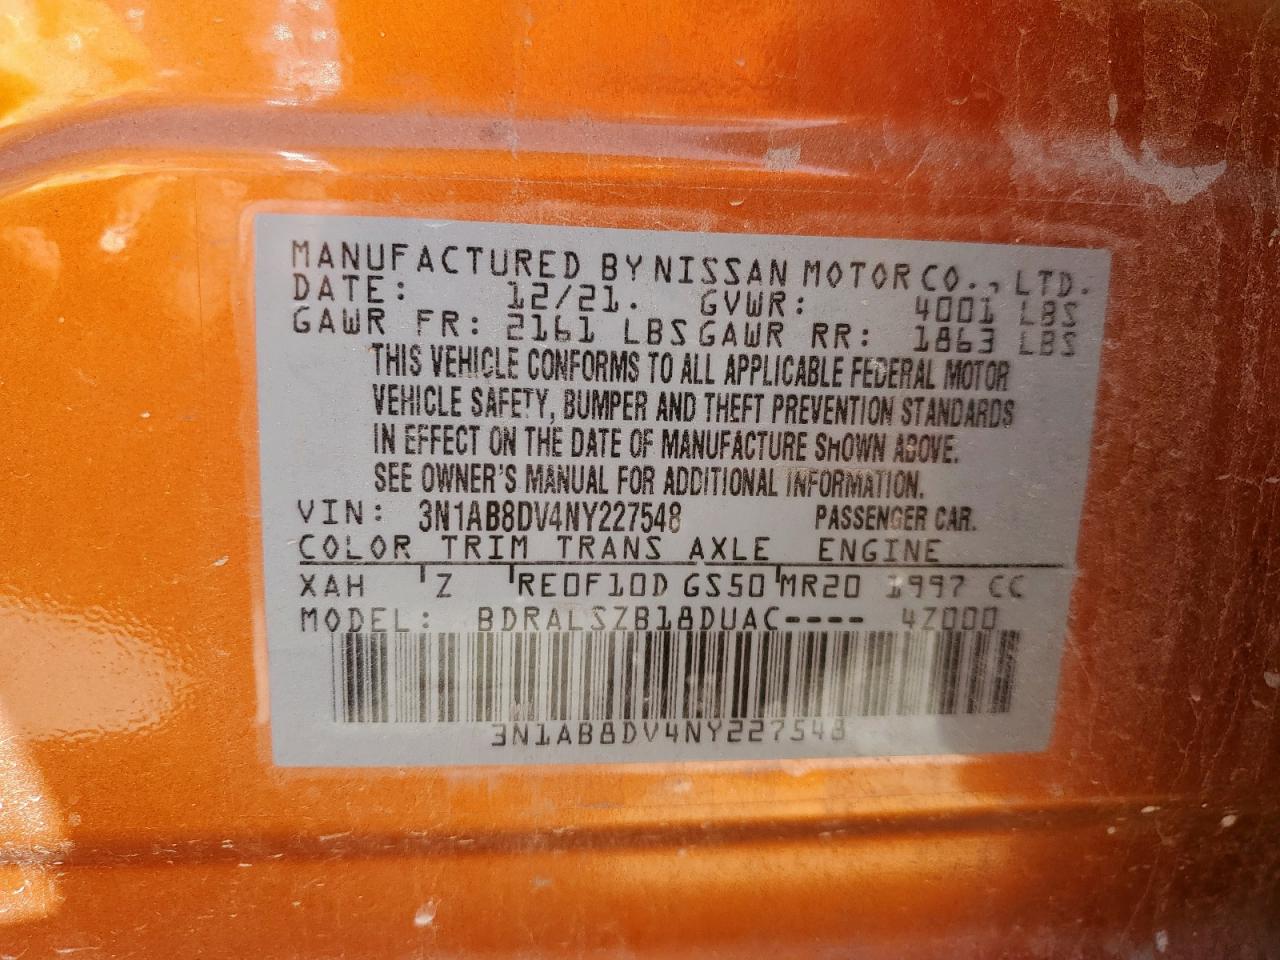 MANUFACTURED BY NISSAN MOTOR CO., LTD.
DATE: 12/21. GVWR: 4001 LBS
GAWR FR: 2161 LBS GAWR RR: 1863 LBS
THIS VEHICLE CONFORMS TO ALL APPLICABLE FEDERAL MOTOR
VEHICLE SAFETY, BUMPER AND THEFT PREVENTION STANDARDS
IN EFFECT ON THE DATE OF MANUFACTURE SHOWN ABOVE.
SEE OWNER'S MANUAL FOR ADDITIONAL INFORMATION.
VIN: 3N1AB8DV4NY227548 PASSENGER CAR.
COLOR TRIM TRANS AXLE ENGINE
XAH Z RE0F10D GS50 MR20 1997 CC
MODEL: BDRALSZB18DUAC---- 4Z000
3N1AB8DV4NY227548